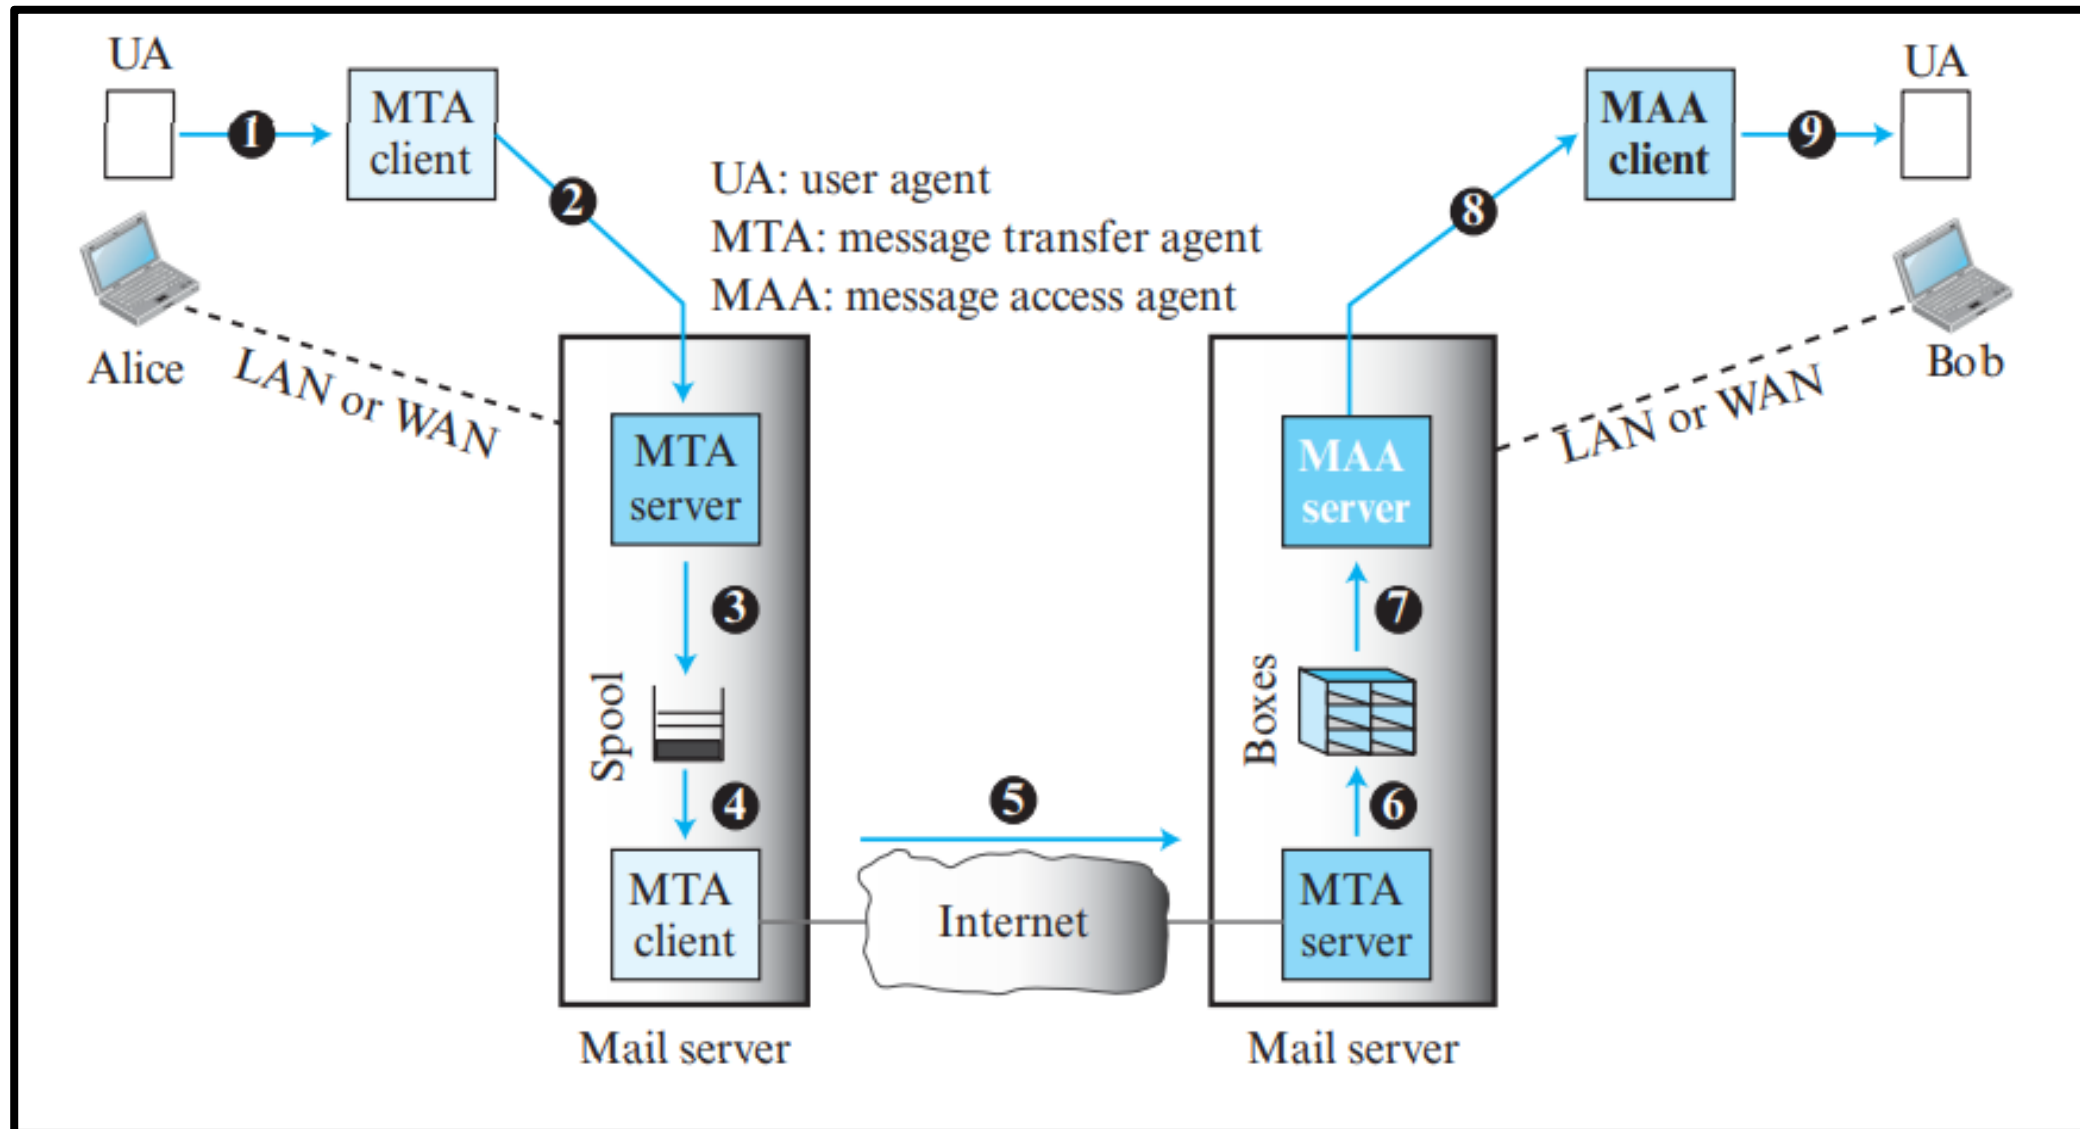 UA
1
MTA
client
2
UA: user agent
MTA: message transfer agent
MAA: message access agent
8
MAA
client
9
UA
Alice
LAN or WAN
Bob
LAN or WAN
MTA
server
3
Spool
4
MTA
client
Mail server
5
Internet
MAA
server
7
Boxes
6
MTA
server
Mail server